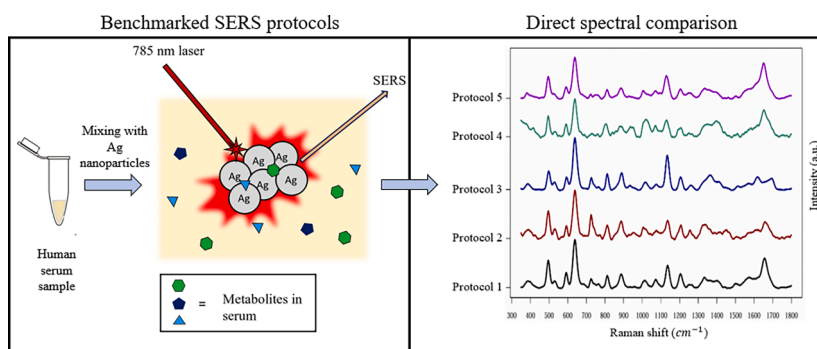 Benchmarked SERS protocols
785 nm laser
SERS
Mixing with
Ag
nanoparticles
Ag
Ag
Ag
Ag
Ag
Ag
Human
serum
sample
= Metabolites in
serum
Direct spectral comparison
Protocol 5
Protocol 4
Protocol 3
Protocol 2
Protocol 1
Intensity (a.u.)
300 400 500 600 700 800 900 1000 1100 1200 1300 1400 1500 1600 1700 1800
Raman shift (cm⁻¹)